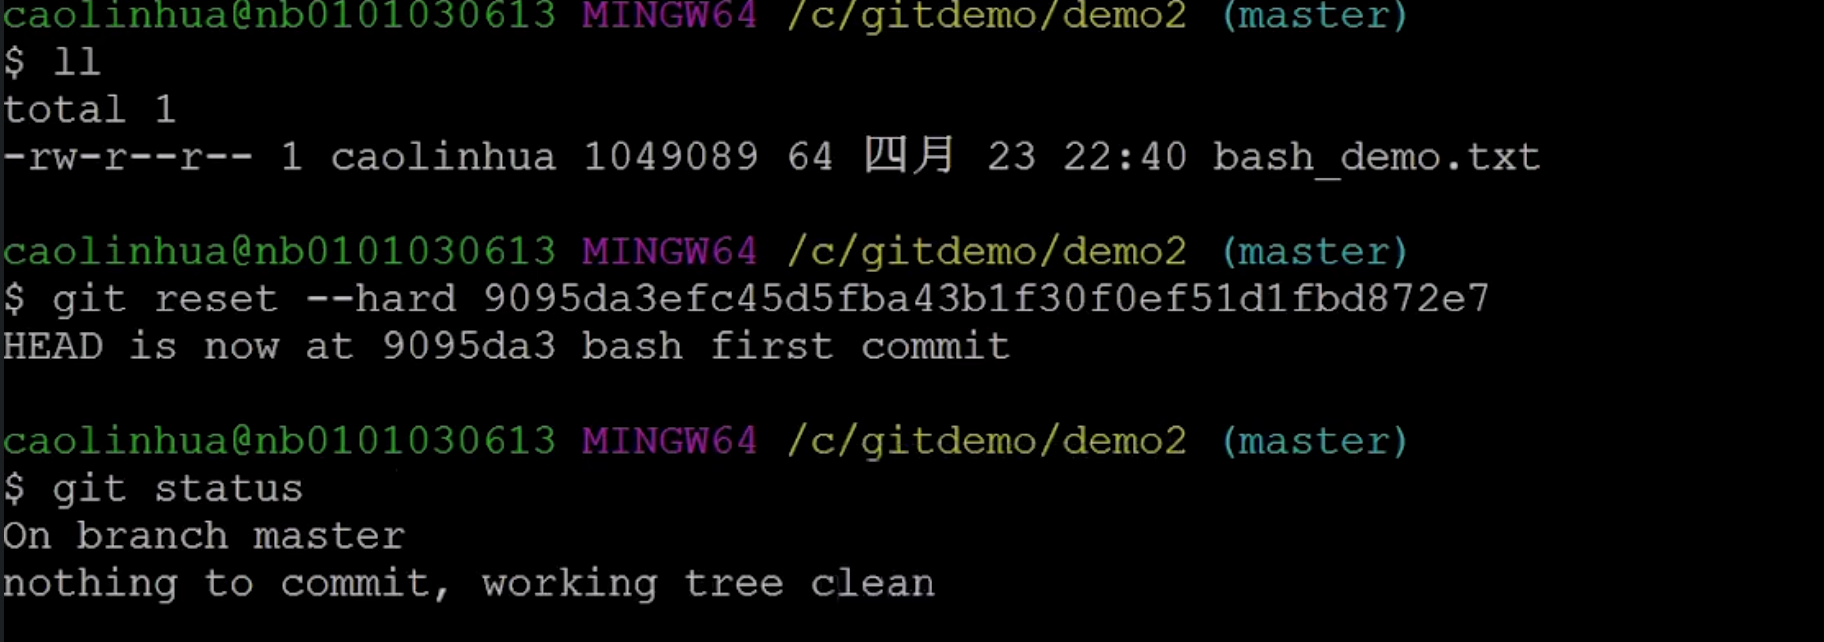 caolinhua@nb0101030613 MINGW64 /c/gitdemo/demo2 (master)
$ ll
total 1
-rw-r--r-- 1 caolinhua 1049089 64 四月 23 22:40 bash_demo.txt
caolinhua@nb0101030613 MINGW64 /c/gitdemo/demo2 (master)
$ git reset --hard 9095da3efc45d5fba43b1f30f0ef51d1fbd872e7
HEAD is now at 9095da3 bash first commit
caolinhua@nb0101030613 MINGW64 /c/gitdemo/demo2 (master)
$ git status
On branch master
nothing to commit, working tree clean